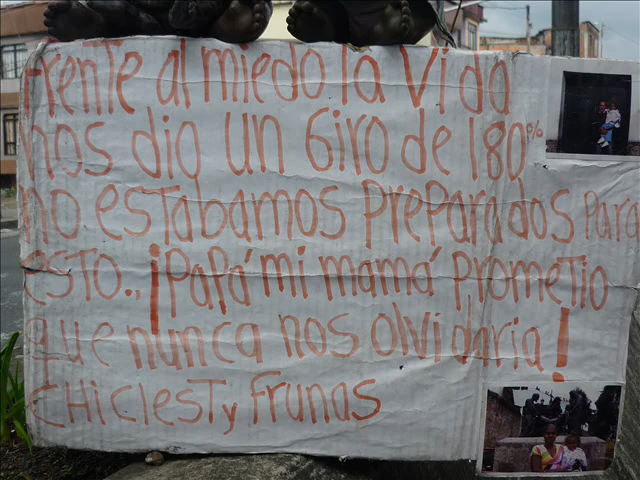 Frente al miedo la vida
nos dio un Giro de 180%
no estabamos preparados para
esto.. ¡Papá mi mamá prometio
que nunca nos olvidaria!
CHiclesTy Frunas